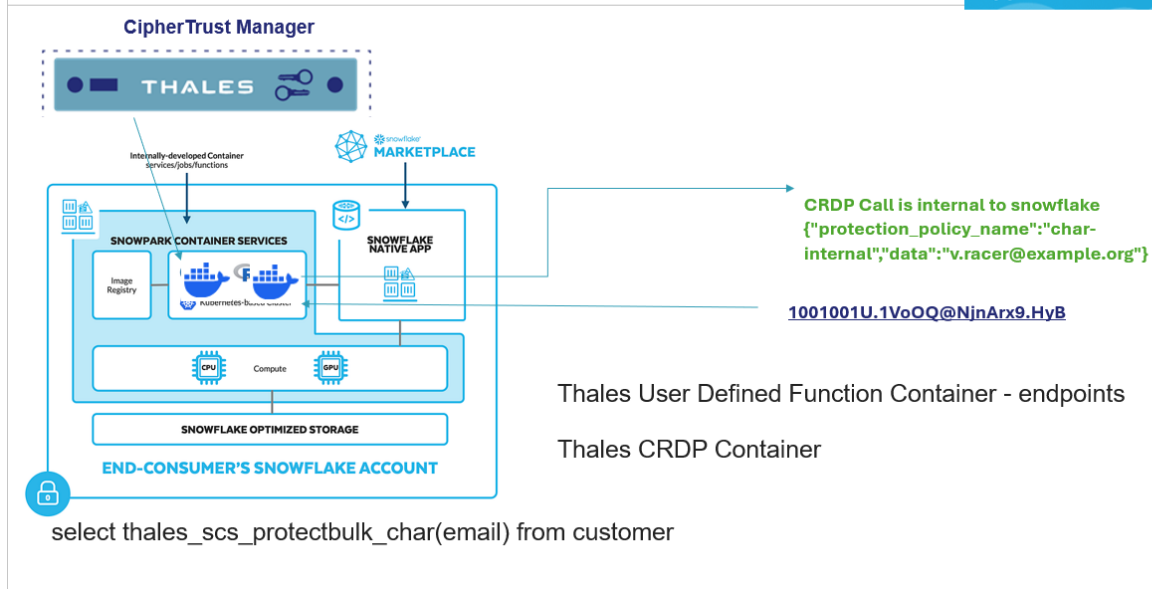 CipherTrust Manager
THALES
Internally-developed Container
services/jobs/functions
snowflake
MARKETPLACE
SNOWPARK CONTAINER SERVICES
Image
Registry
Kubernetes-based Cluster
SNOWFLAKE
NATIVE APP
CPU
Compute
GPU
SNOWFLAKE OPTIMIZED STORAGE
END-CONSUMER'S SNOWFLAKE ACCOUNT
CRDP Call is internal to snowflake
{"protection_policy_name":"char-
internal","data":"v.racer@example.org"}
1001001U.1VoOQ@NjnArx9.HyB
Thales User Defined Function Container - endpoints
Thales CRDP Container
select thales_scs_protectbulk_char(email) from customer